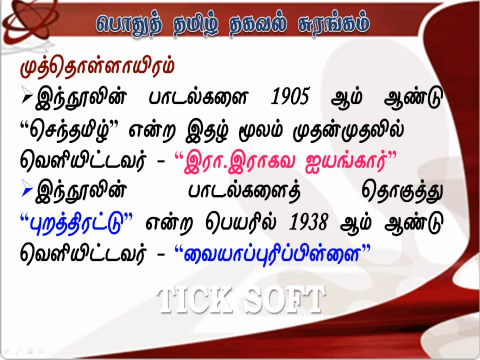 பொதுத் தமிழ் தகவல் சுரங்கம்
முத்தொள்ளாயிரம்
➢இந்நூலின் பாடல்களை 1905 ஆம் ஆண்டு
“செந்தமிழ்” என்ற இதழ் மூலம் முதன்முதலில்
வெளியிட்டவர் – “இரா.இராகவ ஐயங்கார்”
➢இந்நூலின் பாடல்களைத் தொகுத்து
“புறத்திரட்டு” என்ற பெயரில் 1938 ஆம் ஆண்டு
வெளியிட்டவர் – “வையாப்புரிப்பிள்ளை”
TICK SOFT